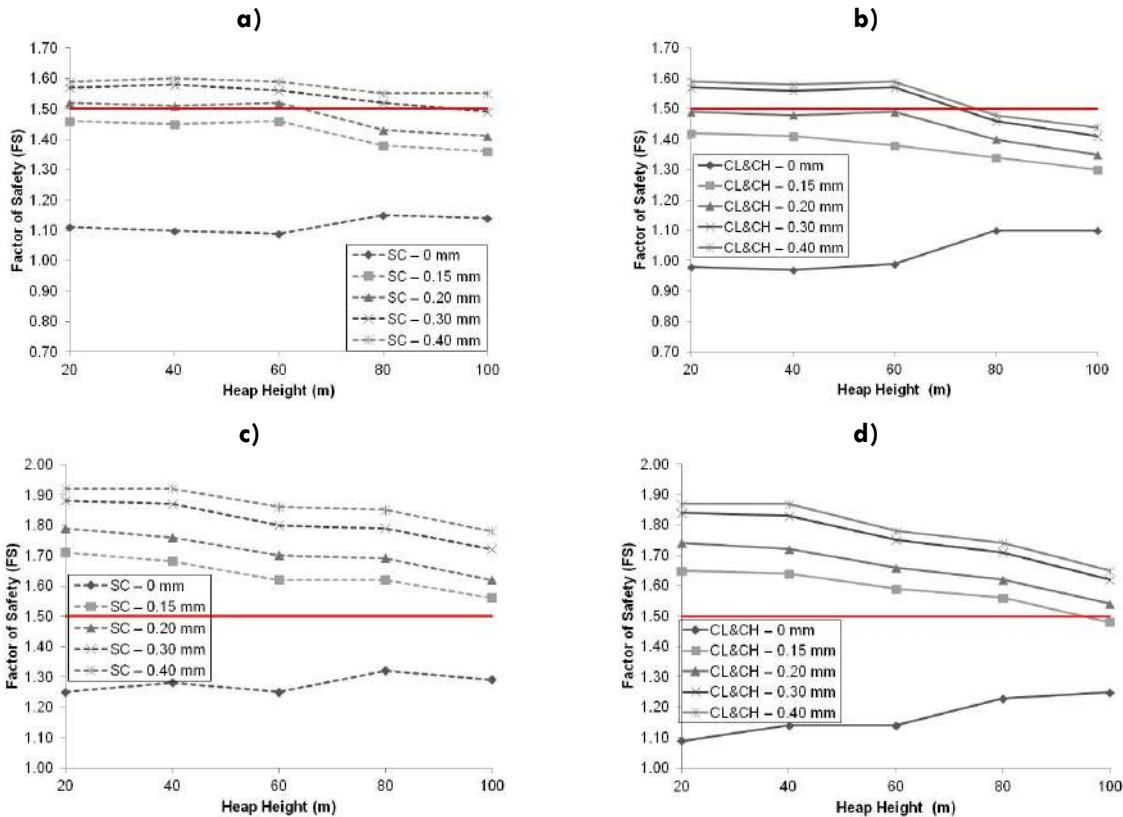 a)
1.70
1.60
1.50
1.40
1.30
1.20
1.10
1.00
0.90
0.80
0.70
Factor of Safety (FS)
SC – 0 mm
SC – 0.15 mm
SC – 0.20 mm
SC – 0.30 mm
SC – 0.40 mm
20 40 60 80 100
Heap Height (m)
b)
1.70
1.60
1.50
1.40
1.30
1.20
1.10
1.00
0.90
0.80
0.70
Factor of Safety (FS)
CL&CH – 0 mm
CL&CH – 0.15 mm
CL&CH – 0.20 mm
CL&CH – 0.30 mm
CL&CH – 0.40 mm
20 40 60 80 100
Heap Height (m)
c)
2.00
1.90
1.80
1.70
1.60
1.50
1.40
1.30
1.20
1.10
1.00
Factor of Safety (FS)
SC – 0 mm
SC – 0.15 mm
SC – 0.20 mm
SC – 0.30 mm
SC – 0.40 mm
20 40 60 80 100
Heap Height (m)
d)
2.00
1.90
1.80
1.70
1.60
1.50
1.40
1.30
1.20
1.10
1.00
Factor of Safety (FS)
CL&CH – 0 mm
CL&CH – 0.15 mm
CL&CH – 0.20 mm
CL&CH – 0.30 mm
CL&CH – 0.40 mm
20 40 60 80 100
Heap Height (m)